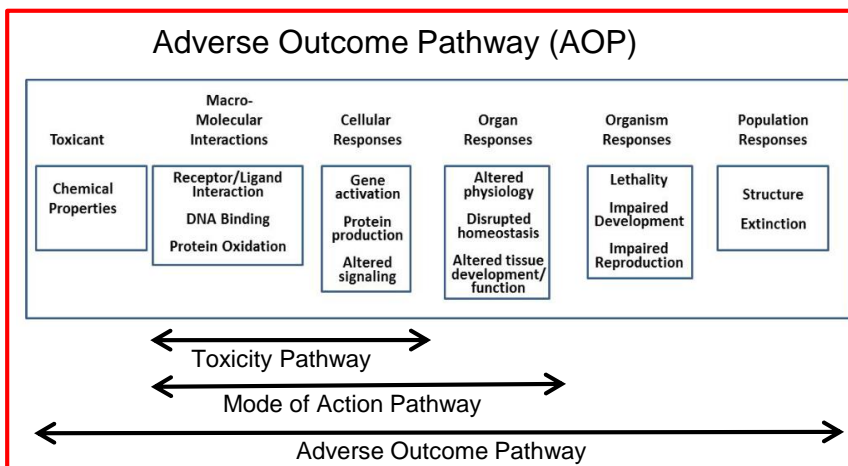 Adverse Outcome Pathway (AOP)
Toxicant
Macro-
Molecular
Interactions
Cellular
Responses
Organ
Responses
Organism
Responses
Population
Responses
Chemical
Properties
Receptor/Ligand
Interaction
DNA Binding
Protein Oxidation
Gene
activation
Protein
production
Altered
signaling
Altered
physiology
Disrupted
homeostasis
Altered tissue
development/
function
Lethality
Impaired
Development
Impaired
Reproduction
Structure
Extinction
Toxicity Pathway
Mode of Action Pathway
Adverse Outcome Pathway